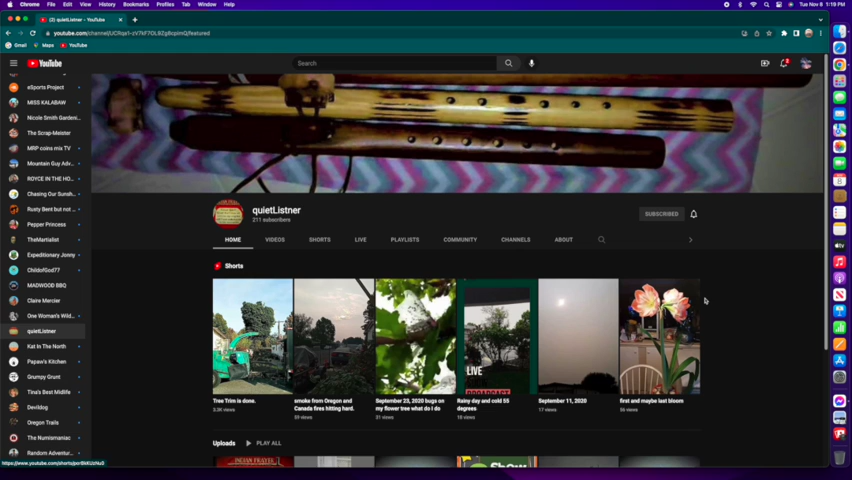 Chrome File Edit View History Bookmarks Profiles Tab Window Help
Tue Nov 8 1:19 PM
(2) quietListner - YouTube
Gmail Maps YouTube
YouTube
Search
2
eSports Project
MISS KALABAW
Nicole Smith Gardeni...
The Scrap-Meister
MRP coins mix TV
Mountain Guy Adv...
ROYCE IN THE HO...
Chasing Our Sunsh...
Rusty Bent but not ...
Pepper Princess
TheMartialist
Expeditionary Jonny
ChildofGod77
MADWOOD BBQ
Claire Mercier
One Woman's Wild...
quietListner
Kat In The North
Papaw's Kitchen
Grumpy Grunt
Tina's Best Midlife
Devildog
Oregon Trails
The Numismaniac
Random Adventur...
quietListner
211 subscribers
SUBSCRIBED
HOME VIDEOS SHORTS LIVE PLAYLISTS COMMUNITY CHANNELS ABOUT
Shorts
LIVE
BROADCAST
Tree Trim is done.
3.3K views
smoke from Oregon and
Canada fires hitting hard.
59 views
September 23, 2020 bugs on
my flower tree what do I do
31 views
Rainy day and cold 55
degrees
18 views
September 11, 2020
17 views
first and maybe last bloom
56 views
Uploads PLAY ALL
INDIAN FRAYER
Show